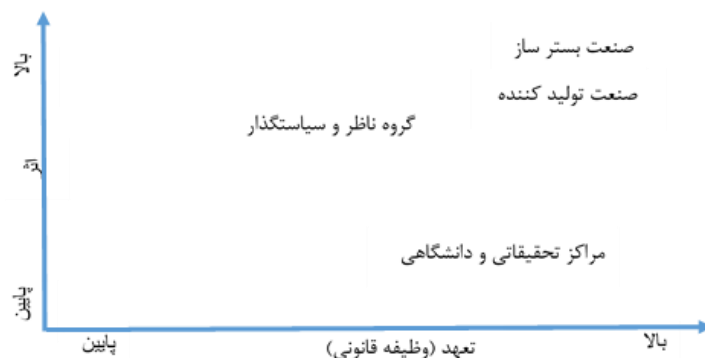 صنعت بستر ساز
صنعت تولید کننده
گروه ناظر و سیاستگذار
مراکز تحقیقاتی و دانشگاهی
بالا
اثر
پایین
بالا
تعهد (وظیفه قانونی)
پایین